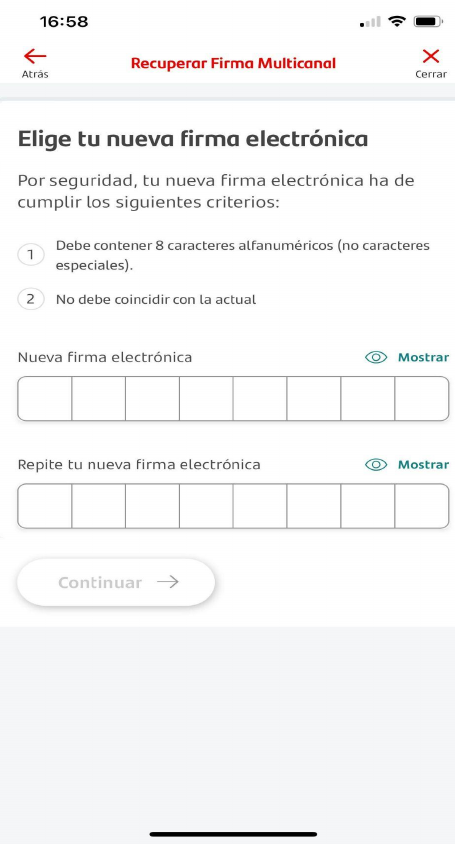 16:58
Recuperar Firma Multicanal
Atrás
Cerrar
Elige tu nueva firma electrónica
Por seguridad, tu nueva firma electrónica ha de
cumplir los siguientes criterios:
1 Debe contener 8 caracteres alfanuméricos (no caracteres
especiales).
2 No debe coincidir con la actual
Nueva firma electrónica Mostrar
Repite tu nueva firma electrónica Mostrar
Continuar